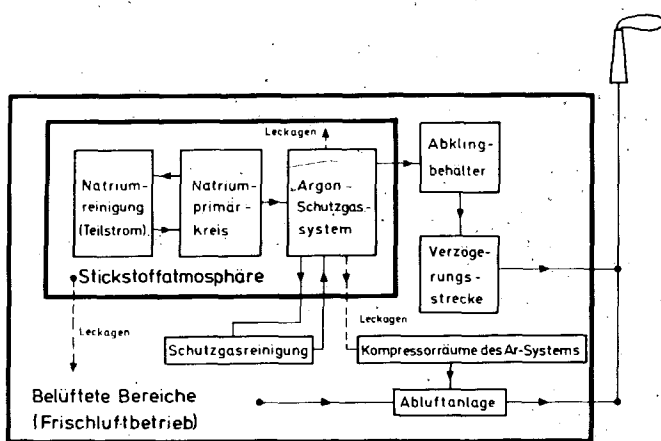 Leckagen
Natrium-
reinigung
(Teilstrom)
Natrium-
primär-
kreis
Argon-
Schutzgas-
system
Abkling-
behälter
Verzöge-
rungs-
strecke
Stickstoffatmosphäre
Leckagen
Leckagen
Schutzgasreinigung
Kompressorräume des Ar-Systems
Belüftete Bereiche
(Frischluftbetrieb)
Abluftanlage